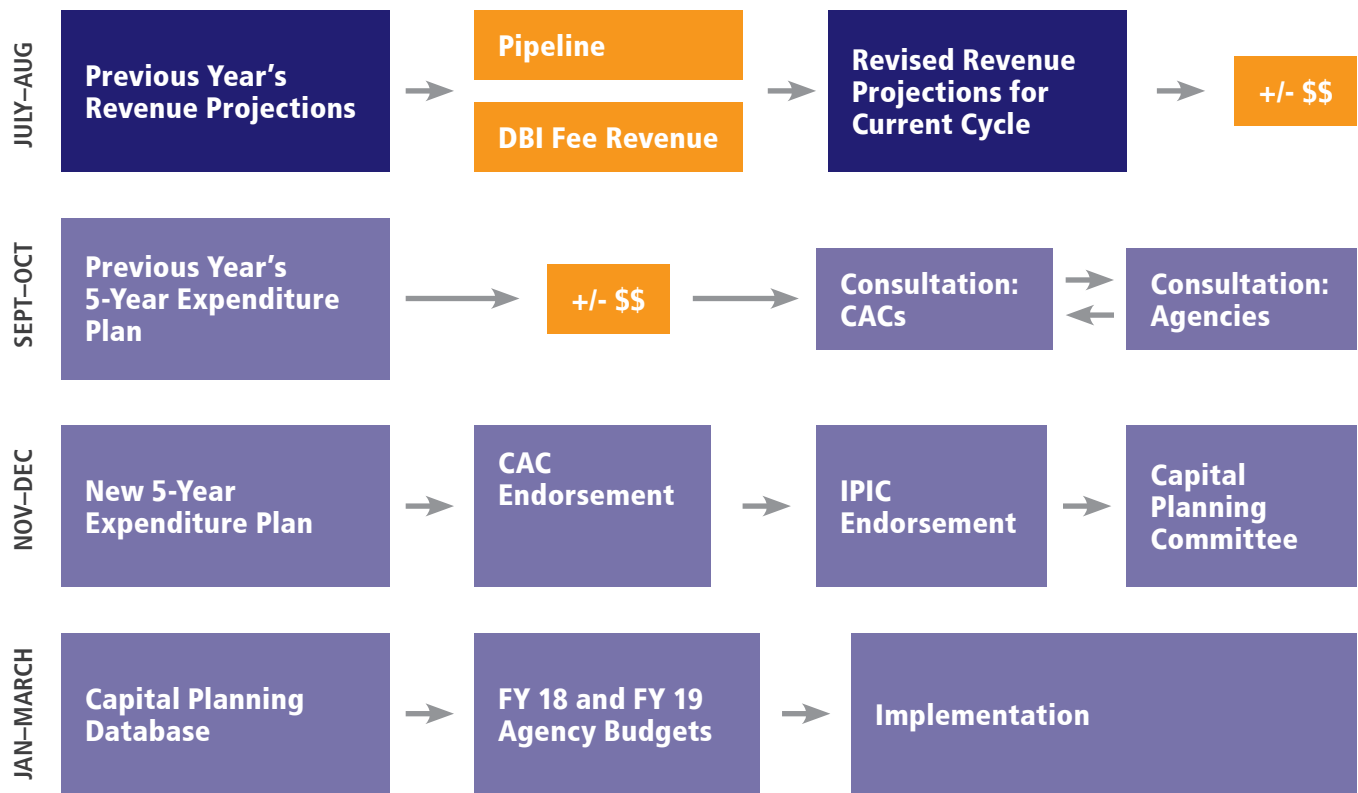 JULY–AUG
Previous Year's
Revenue Projections
Pipeline
DBI Fee Revenue
Revised Revenue
Projections for
Current Cycle
+/- $$
SEPT–OCT
Previous Year's
5-Year Expenditure
Plan
+/- $$
Consultation:
CACs
Consultation:
Agencies
NOV–DEC
New 5-Year
Expenditure Plan
CAC
Endorsement
IPIC
Endorsement
Capital
Planning
Committee
JAN–MARCH
Capital Planning
Database
FY 18 and FY 19
Agency Budgets
Implementation